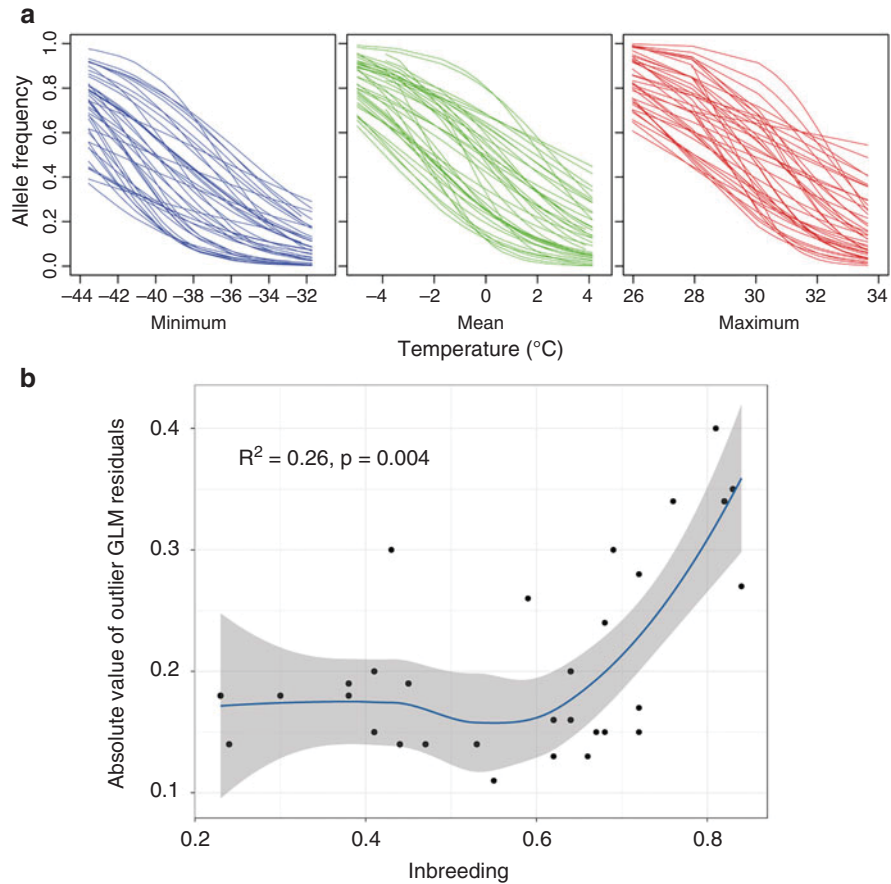 a
Allele frequency
1.0
0.8
0.6
0.4
0.2
0.0
−44 −42 −40 −38 −36 −34 −32
Minimum
−4 −2 0 2 4
Mean
26 28 30 32 34
Maximum
Temperature (°C)
b
Absolute value of outlier GLM residuals
R² = 0.26, p = 0.004
0.4
0.3
0.2
0.1
0.2 0.4 0.6 0.8
Inbreeding